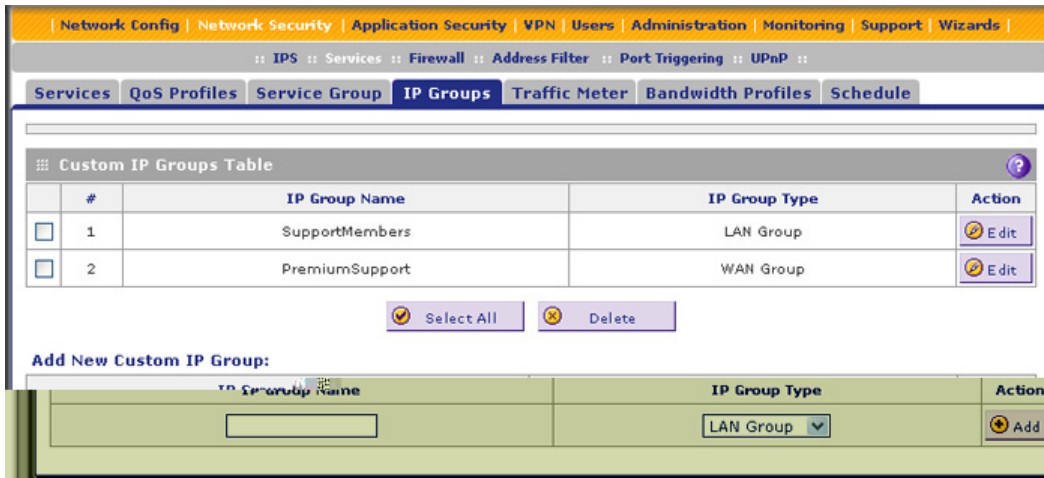 | Network Config | Network Security | Application Security | VPN | Users | Administration | Monitoring | Support | Wizards |
:: IPS :: Services :: Firewall :: Address Filter :: Port Triggering :: UPnP ::
Services QoS Profiles Service Group IP Groups Traffic Meter Bandwidth Profiles Schedule
Custom IP Groups Table ?
# IP Group Name IP Group Type Action
1 SupportMembers LAN Group Edit
2 PremiumSupport WAN Group Edit
Select All Delete
Add New Custom IP Group:
Name IP Group Type Action
LAN Group Add